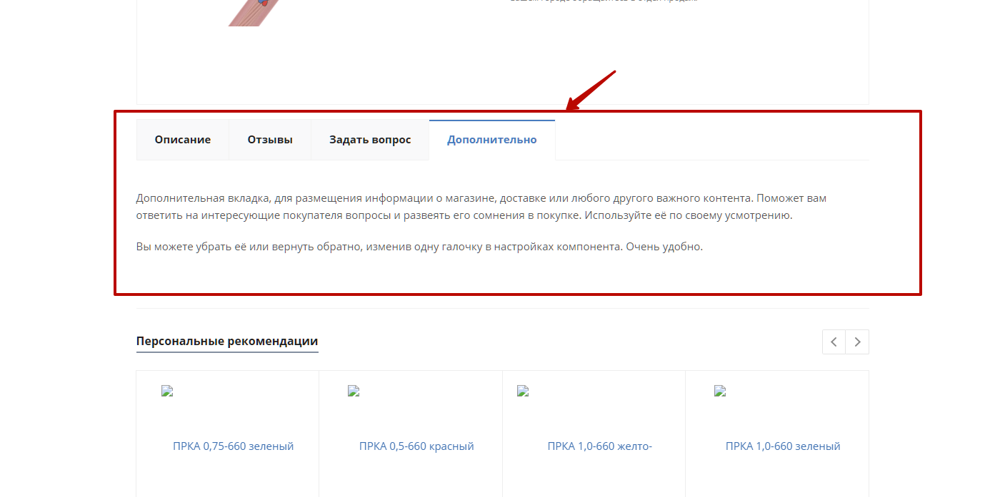 Описание Отзывы Задать вопрос Дополнительно
Дополнительная вкладка, для размещения информации о магазине, доставке или любого другого важного контента. Поможет вам
ответить на интересующие покупателя вопросы и развеять его сомнения в покупке. Используйте её по своему усмотрению.
Вы можете убрать её или вернуть обратно, изменив одну галочку в настройках компонента. Очень удобно.
Персональные рекомендации
ПРКА 0,75-660 зеленый ПРКА 0,5-660 красный ПРКА 1,0-660 желто- ПРКА 1,0-660 зеленый